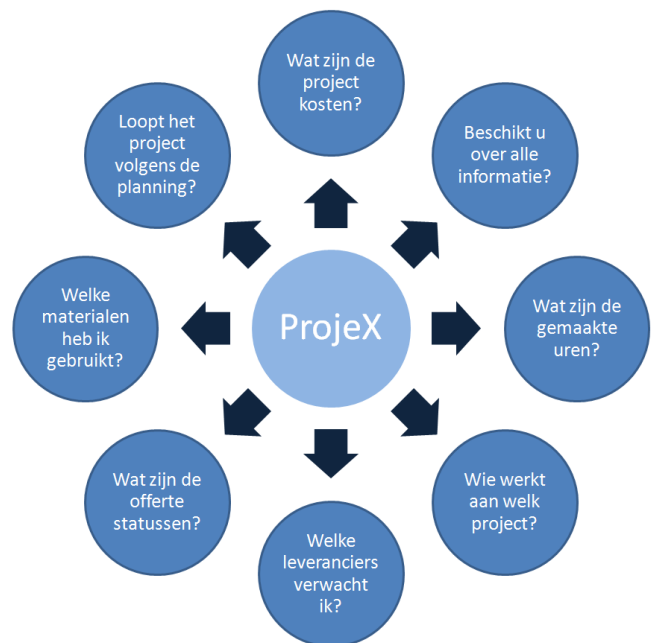 Wat zijn de
project
kosten?
Beschikt u
over alle
informatie?
Wat zijn de
gemaakte
uren?
Wie werkt
aan welk
project?
Welke
leveranciers
verwacht
ik?
Wat zijn de
offerte
statussen?
Welke
materialen
heb ik
gebruikt?
Loopt het
project
volgens de
planning?
ProjeX